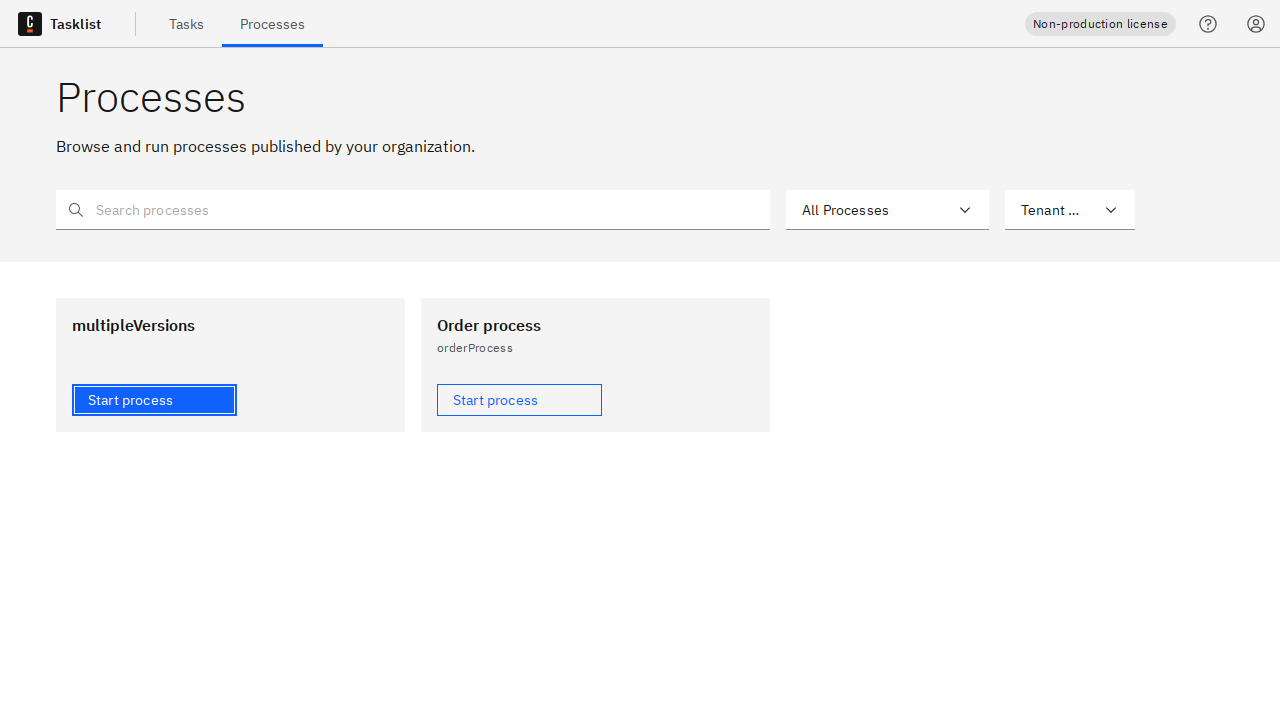 Tasklist
Tasks
Processes
Non-production license
Processes
Browse and run processes published by your organization.
Search processes
All Processes
Tenant ...
multipleVersions
Start process
Order process
orderProcess
Start process